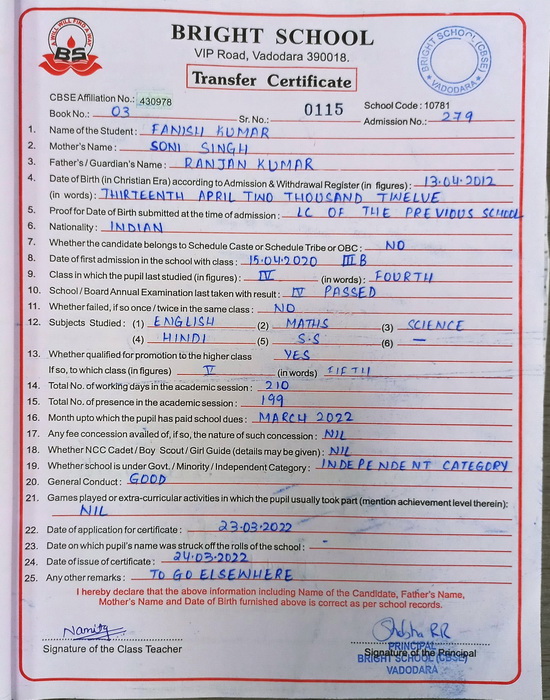 A WILL WILL FIND A WAY
BS
BRIGHT SCHOOL
VIP Road, Vadodara 390018.
Transfer Certificate
BRIGHT SCHOOL (CBSE)
VADODARA
CBSE Affiliation No.: 430978
Book No.: 03 Sr. No.: 0115 School Code : 10781
Admission No.: 279
1. Name of the Student : FANISH KUMAR
2. Mother's Name : SONI SINGH
3. Father's / Guardian's Name : RANJAN KUMAR
4. Date of Birth (in Christian Era) according to Admission & Withdrawal Register (in figures) : 13.04.2012
(in words) : THIRTEENTH APRIL TWO THOUSAND TWELVE
5. Proof for Date of Birth submitted at the time of admission : LC OF THE PREVIOUS SCHOOL
6. Nationality : INDIAN
7. Whether the candidate belongs to Schedule Caste or Schedule Tribe or OBC : NO
8. Date of first admission in the school with class : 15.04.2020 III B
9. Class in which the pupil last studied (in figures) : IV (in words) : FOURTH
10. School / Board Annual Examination last taken with result : IV PASSED
11. Whether failed, if so once / twice in the same class : NO
12. Subjects Studied : (1) ENGLISH (2) MATHS (3) SCIENCE
(4) HINDI (5) S.S (6) —
13. Whether qualified for promotion to the higher class YES
If so, to which class (in figures) V (in words) FIFTH
14. Total No. of working days in the academic session : 210
15. Total No. of presence in the academic session : 199
16. Month upto which the pupil has paid school dues : MARCH 2022
17. Any fee concession availed of, if so, the nature of such concession : NIL
18. Whether NCC Cadet / Boy Scout / Girl Guide (details may be given) : NIL
19. Whether school is under Govt. / Minority / Independent Category : INDEPENDENT CATEGORY
20. General Conduct : GOOD
21. Games played or extra-curricular activities in which the pupil usually took part (mention achievement level therein) :
NIL
22. Date of application for certificate : 23.03.2022
23. Date on which pupil's name was struck off the rolls of the school : -
24. Date of issue of certificate : 24.03.2022
25. Any other remarks : TO GO ELSEWHERE
I hereby declare that the above information including Name of the Candidate, Father's Name,
Mother's Name and Date of Birth furnished above is correct as per school records.
Signature of the Class Teacher
Signature of the Principal
PRINCIPAL
BRIGHT SCHOOL (CBSE)
VADODARA